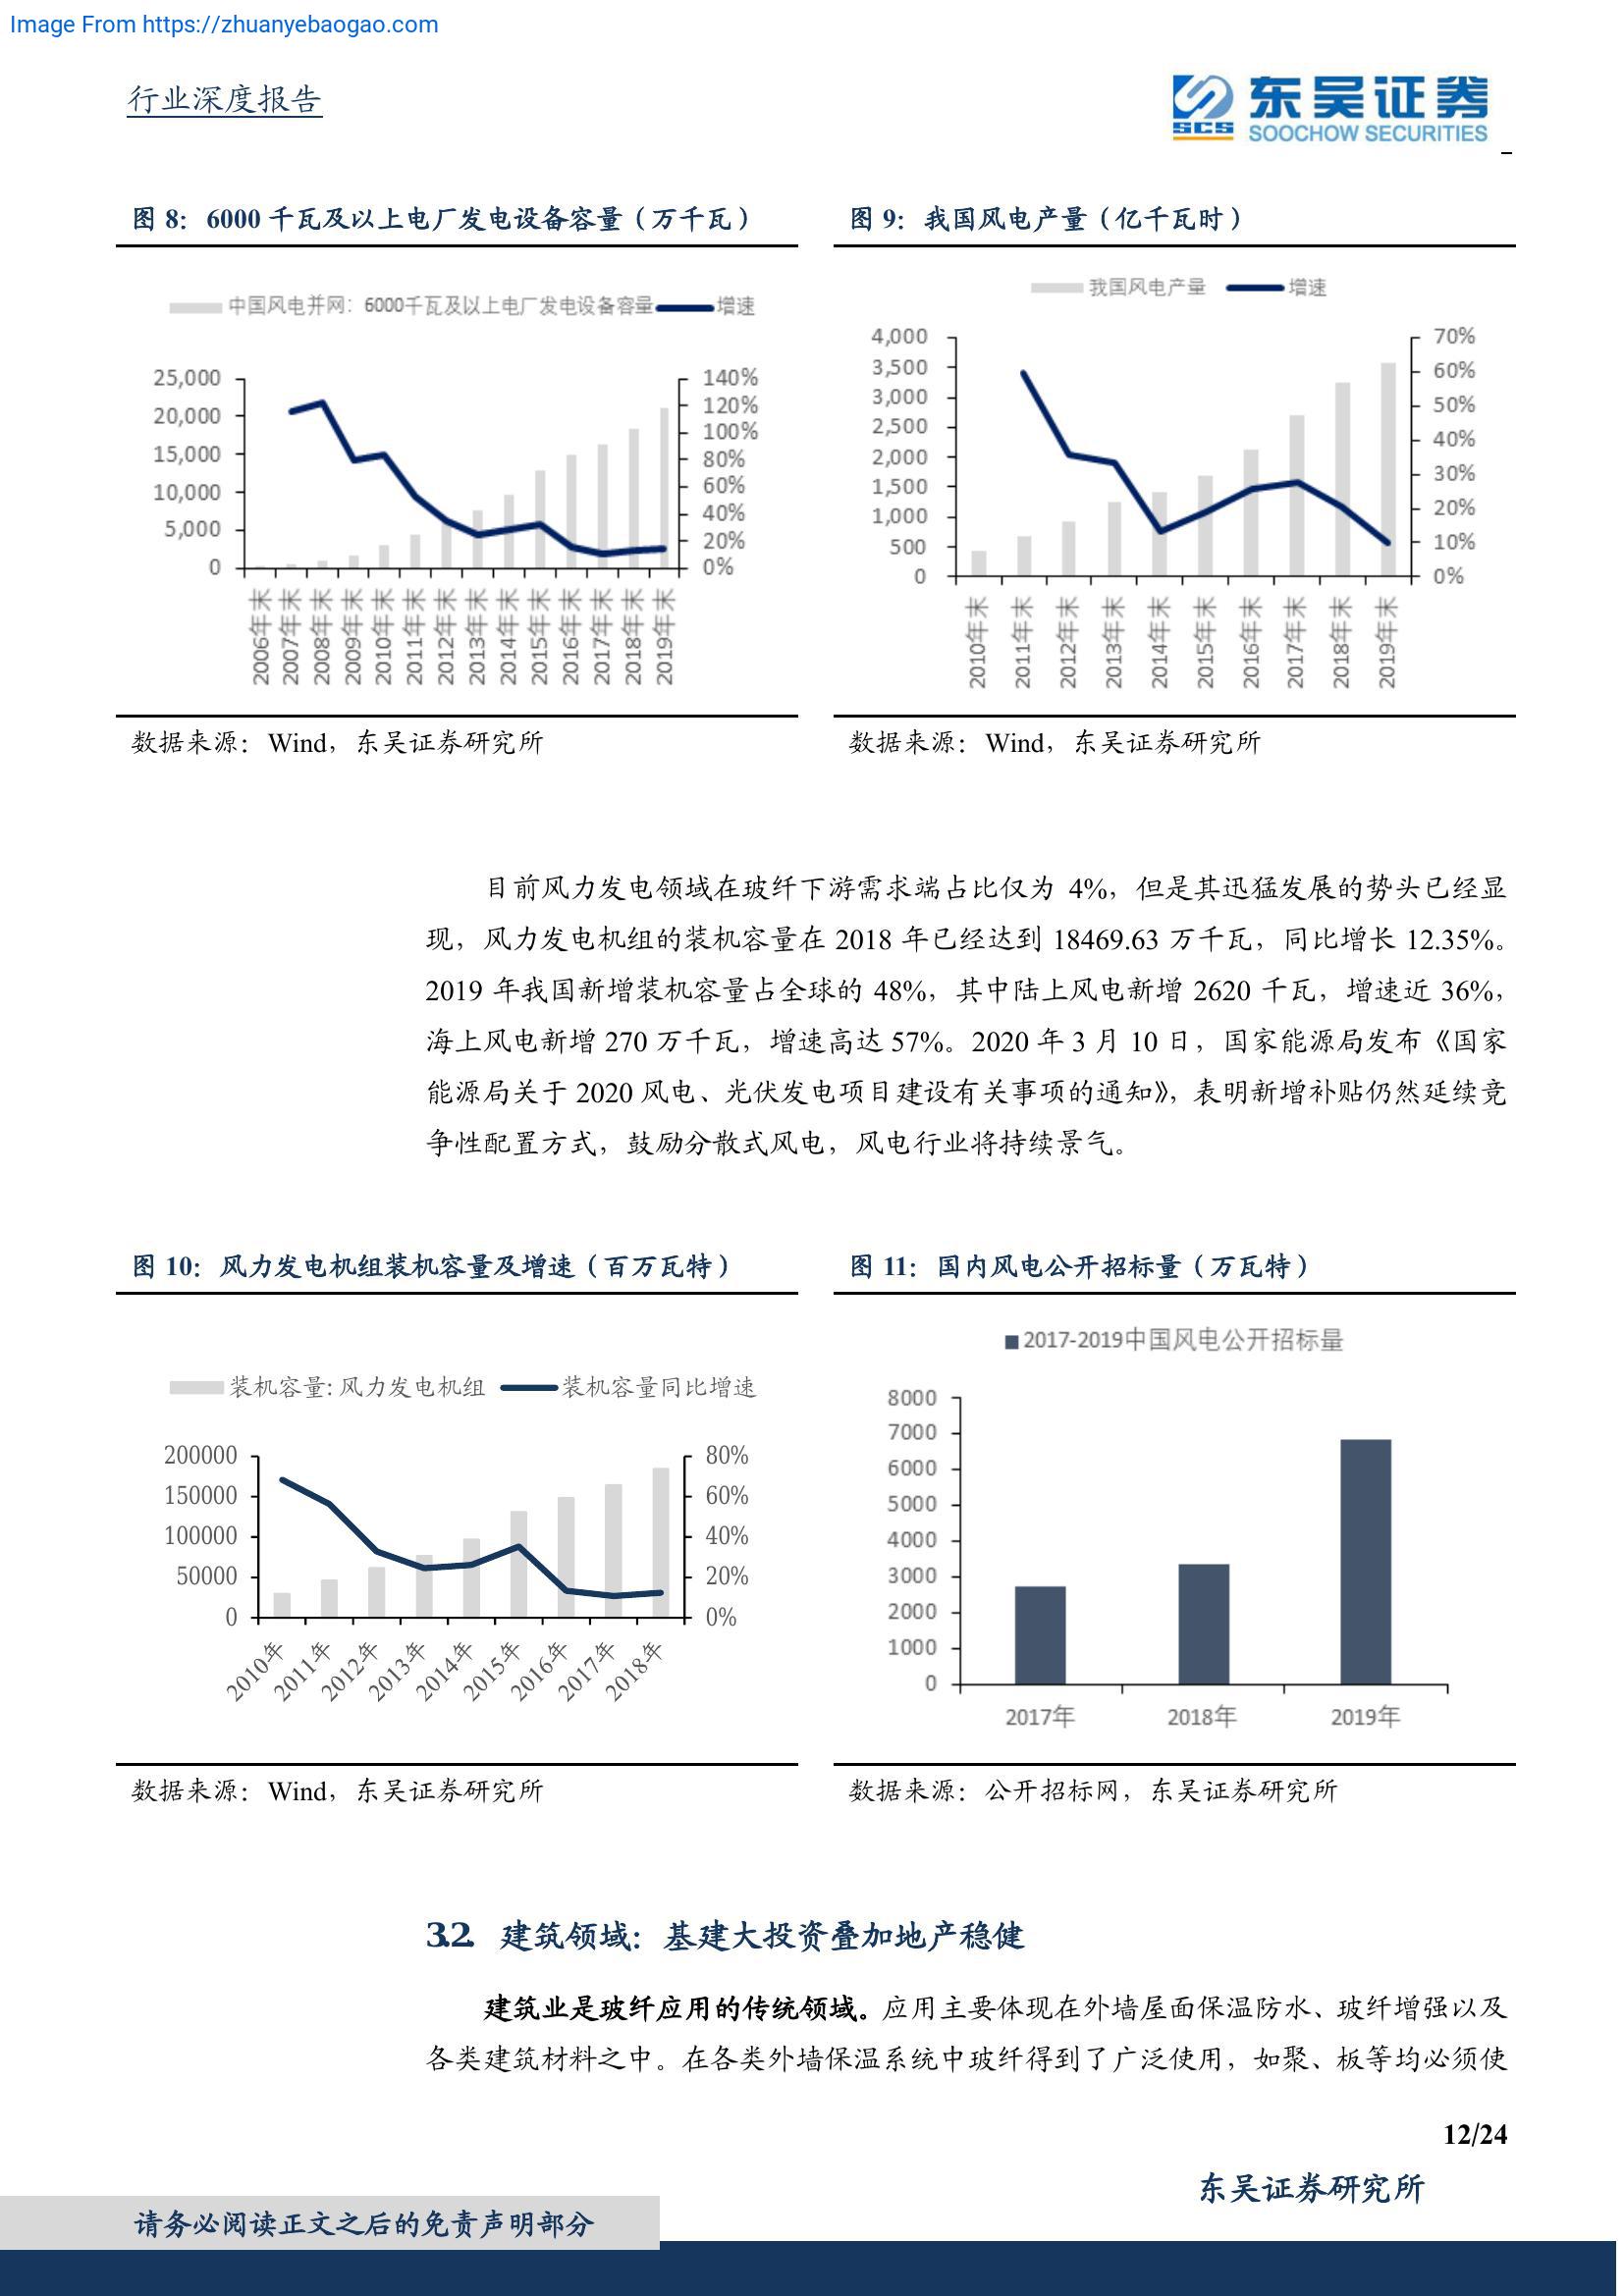 Image From https://zhuanyebaogao.com
行业深度报告
东吴证券
SCS
SOOCHOW SECURITIES
图 8：6000 千瓦及以上电厂发电设备容量（万千瓦）
中国风电并网：6000千瓦及以上电厂发电设备容量 增速
25,000
20,000
15,000
10,000
5,000
0
140%
120%
100%
80%
60%
40%
20%
0%
2006年末
2007年末
2008年末
2009年末
2010年末
2011年末
2012年末
2013年末
2014年末
2015年末
2016年末
2017年末
2018年末
2019年末
数据来源：Wind，东吴证券研究所
图 9：我国风电产量（亿千瓦时）
我国风电产量 增速
4,000
3,500
3,000
2,500
2,000
1,500
1,000
500
0
70%
60%
50%
40%
30%
20%
10%
0%
2010年末
2011年末
2012年末
2013年末
2014年末
2015年末
2016年末
2017年末
2018年末
2019年末
数据来源：Wind，东吴证券研究所
目前风力发电领域在玻纤下游需求端占比仅为 4%，但是其迅猛发展的势头已经显
现，风力发电机组的装机容量在 2018 年已经达到 18469.63 万千瓦，同比增长 12.35%。
2019 年我国新增装机容量占全球的 48%，其中陆上风电新增 2620 千瓦，增速近 36%，
海上风电新增 270 万千瓦，增速高达 57%。2020 年 3 月 10 日，国家能源局发布《国家
能源局关于 2020 风电、光伏发电项目建设有关事项的通知》，表明新增补贴仍然延续竞
争性配置方式，鼓励分散式风电，风电行业将持续景气。
图 10：风力发电机组装机容量及增速（百万瓦特）
装机容量: 风力发电机组 装机容量同比增速
200000
150000
100000
50000
0
80%
60%
40%
20%
0%
2010年
2011年
2012年
2013年
2014年
2015年
2016年
2017年
2018年
数据来源：Wind，东吴证券研究所
图 11：国内风电公开招标量（万瓦特）
2017-2019中国风电公开招标量
8000
7000
6000
5000
4000
3000
2000
1000
0
2017年
2018年
2019年
数据来源：公开招标网，东吴证券研究所
3.2. 建筑领域：基建大投资叠加地产稳健
建筑业是玻纤应用的传统领域。应用主要体现在外墙屋面保温防水、玻纤增强以及
各类建筑材料之中。在各类外墙保温系统中玻纤得到了广泛使用，如聚、板等均必须使
12/24
东吴证券研究所
请务必阅读正文之后的免责声明部分